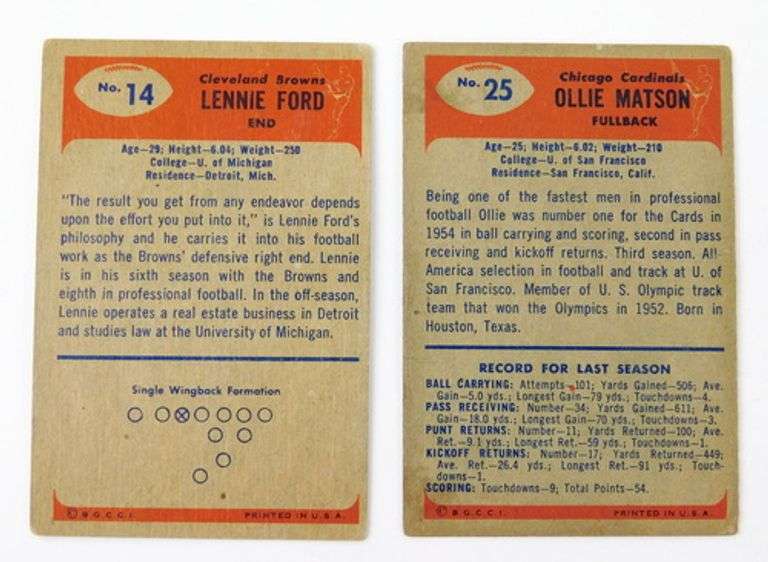 No. 14
Cleveland Browns
LENNIE FORD
END
Age—29; Height—6.04; Weight—250
College—U. of Michigan
Residence—Detroit, Mich.
"The result you get from any endeavor depends
upon the effort you put into it," is Lennie Ford's
philosophy and he carries it into his football
work as the Browns' defensive right end. Lennie
is in his sixth season with the Browns and
eighth in professional football. In the off-season,
Lennie operates a real estate business in Detroit
and studies law at the University of Michigan.
Single Wingback Formation
© B.G.C.C.I. PRINTED IN U.S.A.
No. 25
Chicago Cardinals
OLLIE MATSON
FULLBACK
Age—25; Height—6.02; Weight—210
College—U. of San Francisco
Residence—San Francisco, Calif.
Being one of the fastest men in professional
football Ollie was number one for the Cards in
1954 in ball carrying and scoring, second in pass
receiving and kickoff returns. Third season. All-
America selection in football and track at U. of
San Francisco. Member of U. S. Olympic track
team that won the Olympics in 1952. Born in
Houston, Texas.
RECORD FOR LAST SEASON
BALL CARRYING: Attempts—101; Yards Gained—506; Ave.
Gain—5.0 yds.; Longest Gain—79 yds.; Touchdowns—4.
PASS RECEIVING: Number—34; Yards Gained—611; Ave.
Gain—18.0 yds.; Longest Gain—70 yds.; Touchdowns—3.
PUNT RETURNS: Number—11; Yards Returned—100; Ave.
Ret.—9.1 yds.; Longest Ret.—59 yds.; Touchdowns—1.
KICKOFF RETURNS: Number—17; Yards Returned—449;
Ave. Ret.—26.4 yds.; Longest Ret.—91 yds.; Touch-
downs—1.
SCORING: Touchdowns—9; Total Points—54.
© B.G.C.C.I. PRINTED IN U.S.A.